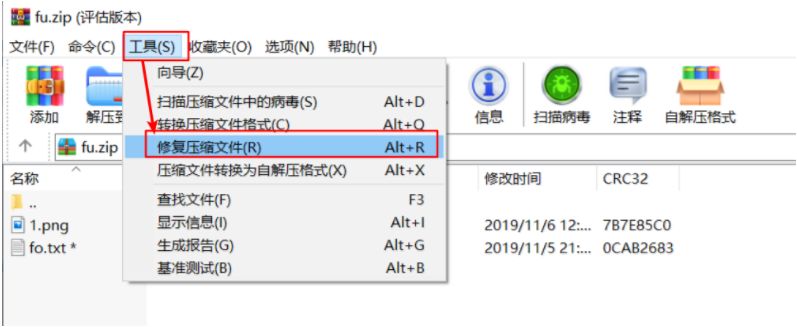 fu.zip (评估版本)
文件(F) 命令(C) 工具(S) 收藏夹(O) 选项(N) 帮助(H)
向导(Z)
扫描压缩文件中的病毒(S) Alt+D
转换压缩文件格式(C) Alt+Q
修复压缩文件(R) Alt+R
压缩文件转换为自解压格式(X) Alt+X
查找文件(F) F3
显示信息(I) Alt+I
生成报告(G) Alt+G
基准测试(B) Alt+B
添加 解压到 信息 扫描病毒 注释 自解压格式
fu.zip
名称 修改时间 CRC32
..
1.png 2019/11/6 12:... 7B7E85C0
fo.txt * 2019/11/5 21:... 0CAB2683